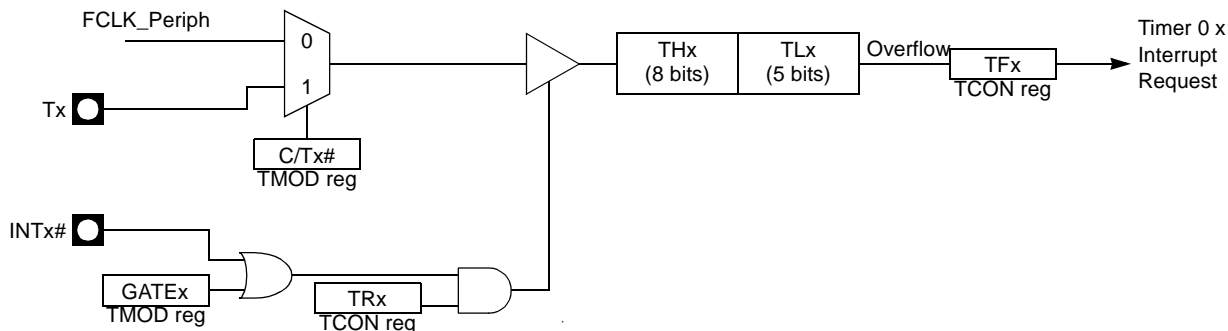 FCLK_Periph
0
1
Tx
C/Tx#
TMOD reg
THx
(8 bits)
TLx
(5 bits)
Overflow
TFx
TCON reg
Timer 0 x
Interrupt
Request
INTx#
GATEx
TMOD reg
TRx
TCON reg